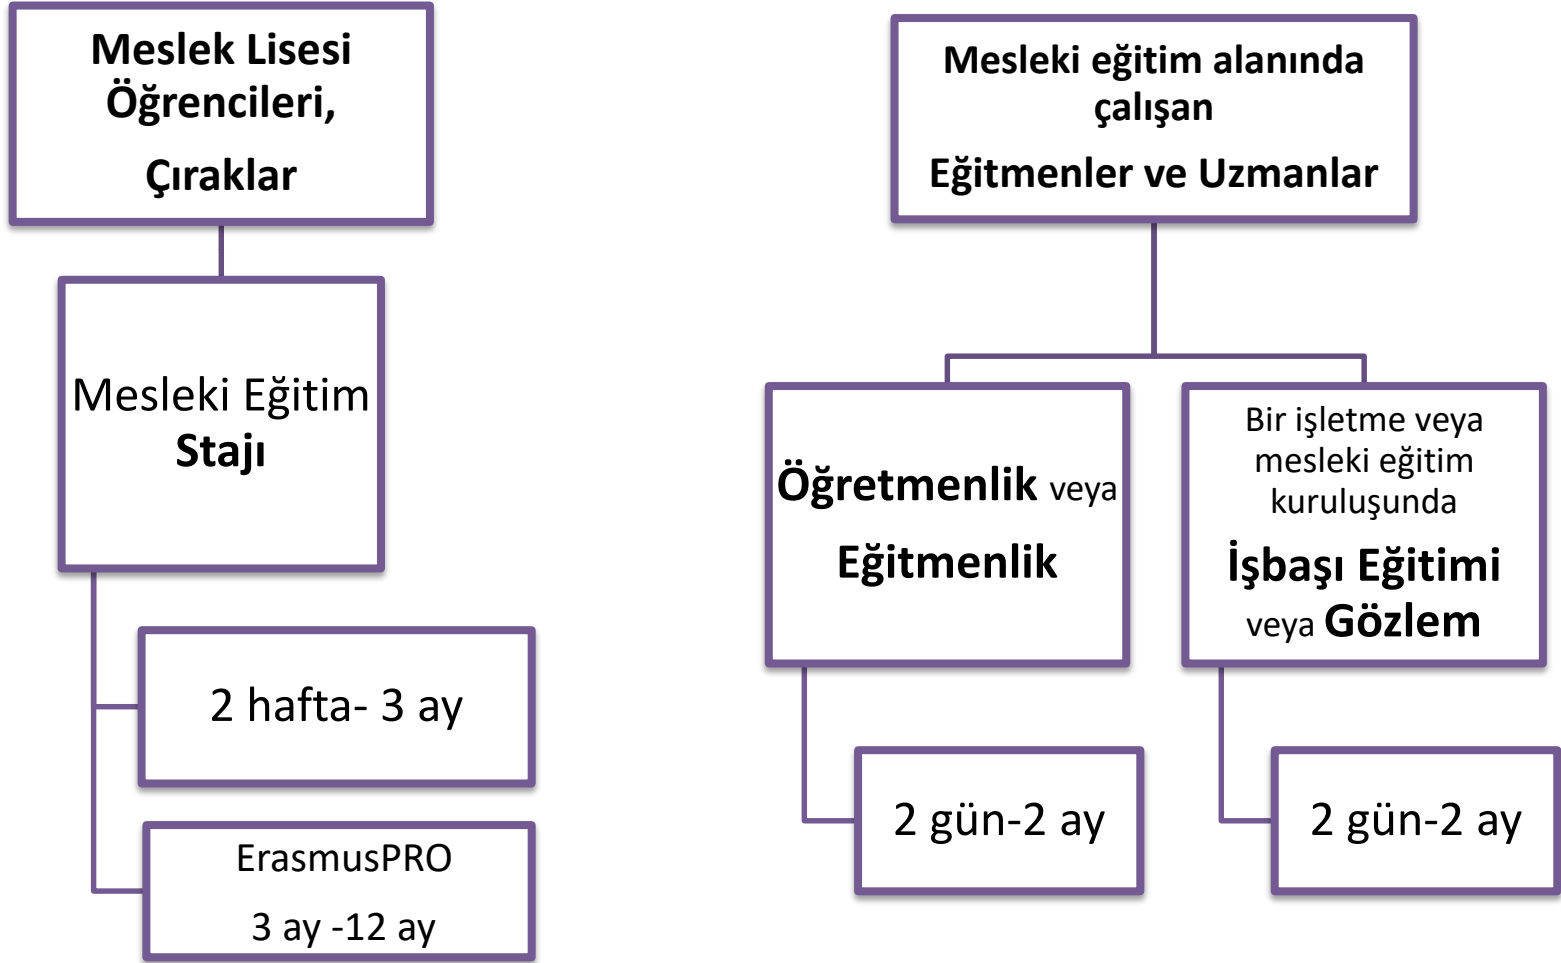 Meslek Lisesi
Öğrencileri,
Çıraklar
Mesleki Eğitim
Stajı
2 hafta- 3 ay
ErasmusPRO
3 ay -12 ay
Mesleki eğitim alanında
çalışan
Eğitmenler ve Uzmanlar
Öğretmenlik veya
Eğitmenlik
2 gün-2 ay
Bir işletme veya
mesleki eğitim
kuruluşunda
İşbaşı Eğitimi
veya Gözlem
2 gün-2 ay